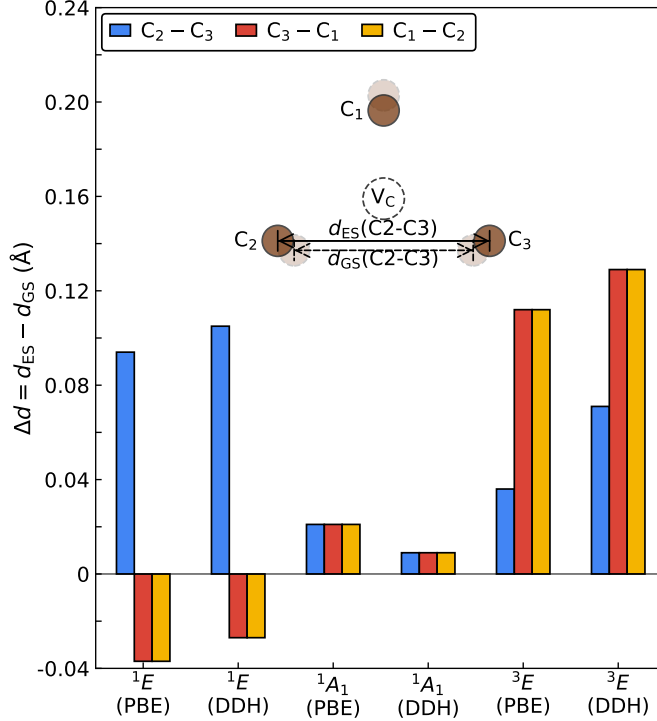 C₂ − C₃ C₃ − C₁ C₁ − C₂
0.20
0.16
0.12
0.08
0.04
0
-0.04
Δd = d_ES − d_GS (Å)
C₁
V_C
C₂ d_ES(C2-C3) C₃
d_GS(C2-C3)
¹E ¹E ¹A₁ ¹A₁ ³E ³E
(PBE) (DDH) (PBE) (DDH) (PBE) (DDH)